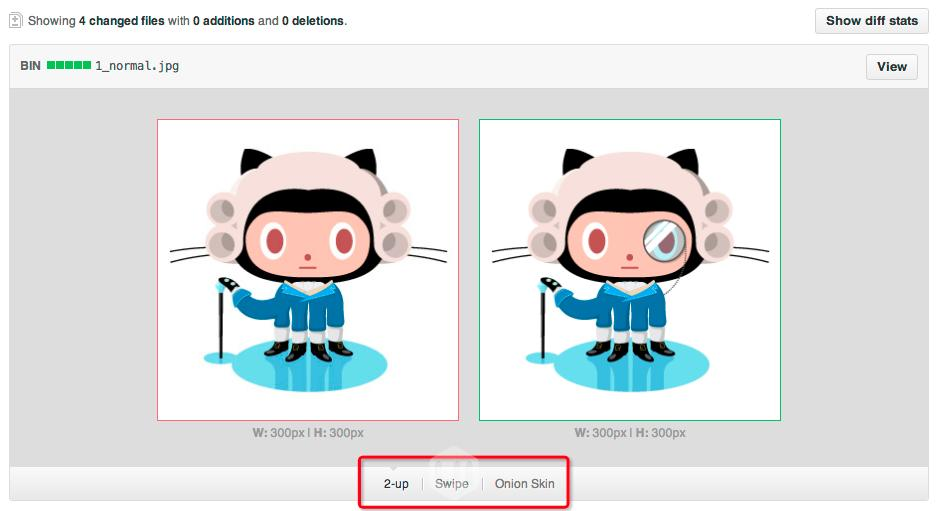 Showing 4 changed files with 0 additions and 0 deletions.
Show diff stats
BIN 1_normal.jpg
View
W: 300px | H: 300px
W: 300px | H: 300px
2-up | Swipe | Onion Skin